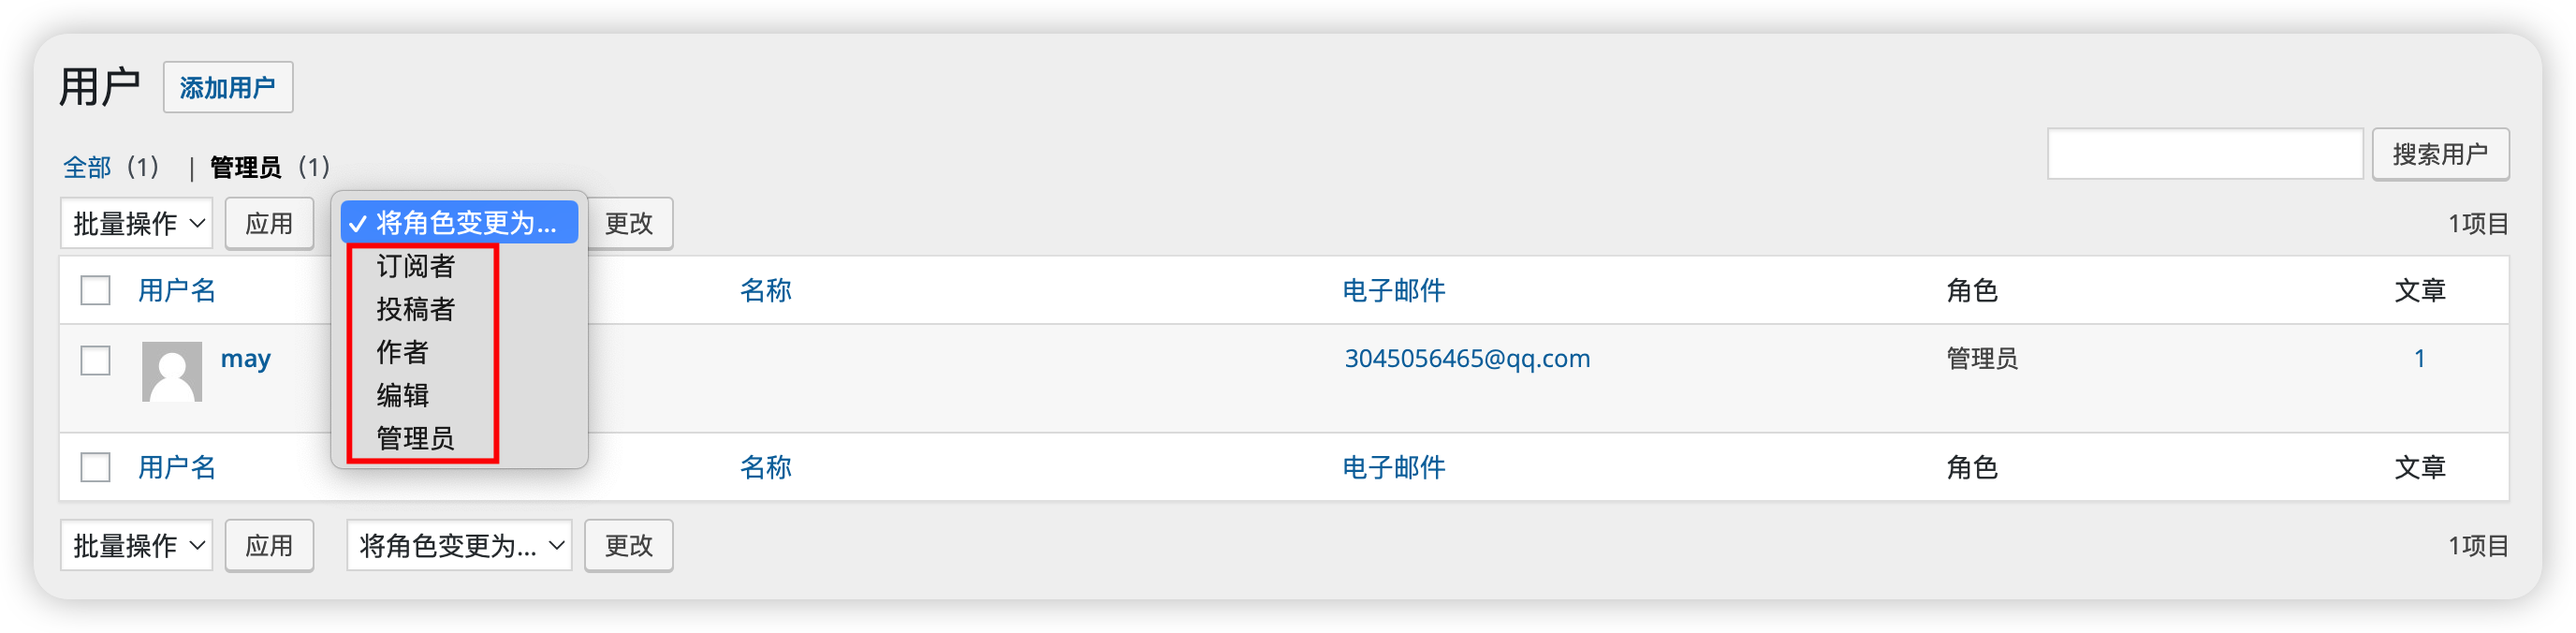 用户 添加用户
搜索用户
全部 (1) | 管理员 (1)
批量操作 应用 将角色变更为... 更改 1项目
订阅者
投稿者
作者
编辑
管理员
用户名 名称 电子邮件 角色 文章
may 3045056465@qq.com 管理员 1
用户名 名称 电子邮件 角色 文章
批量操作 应用 将角色变更为... 更改 1项目